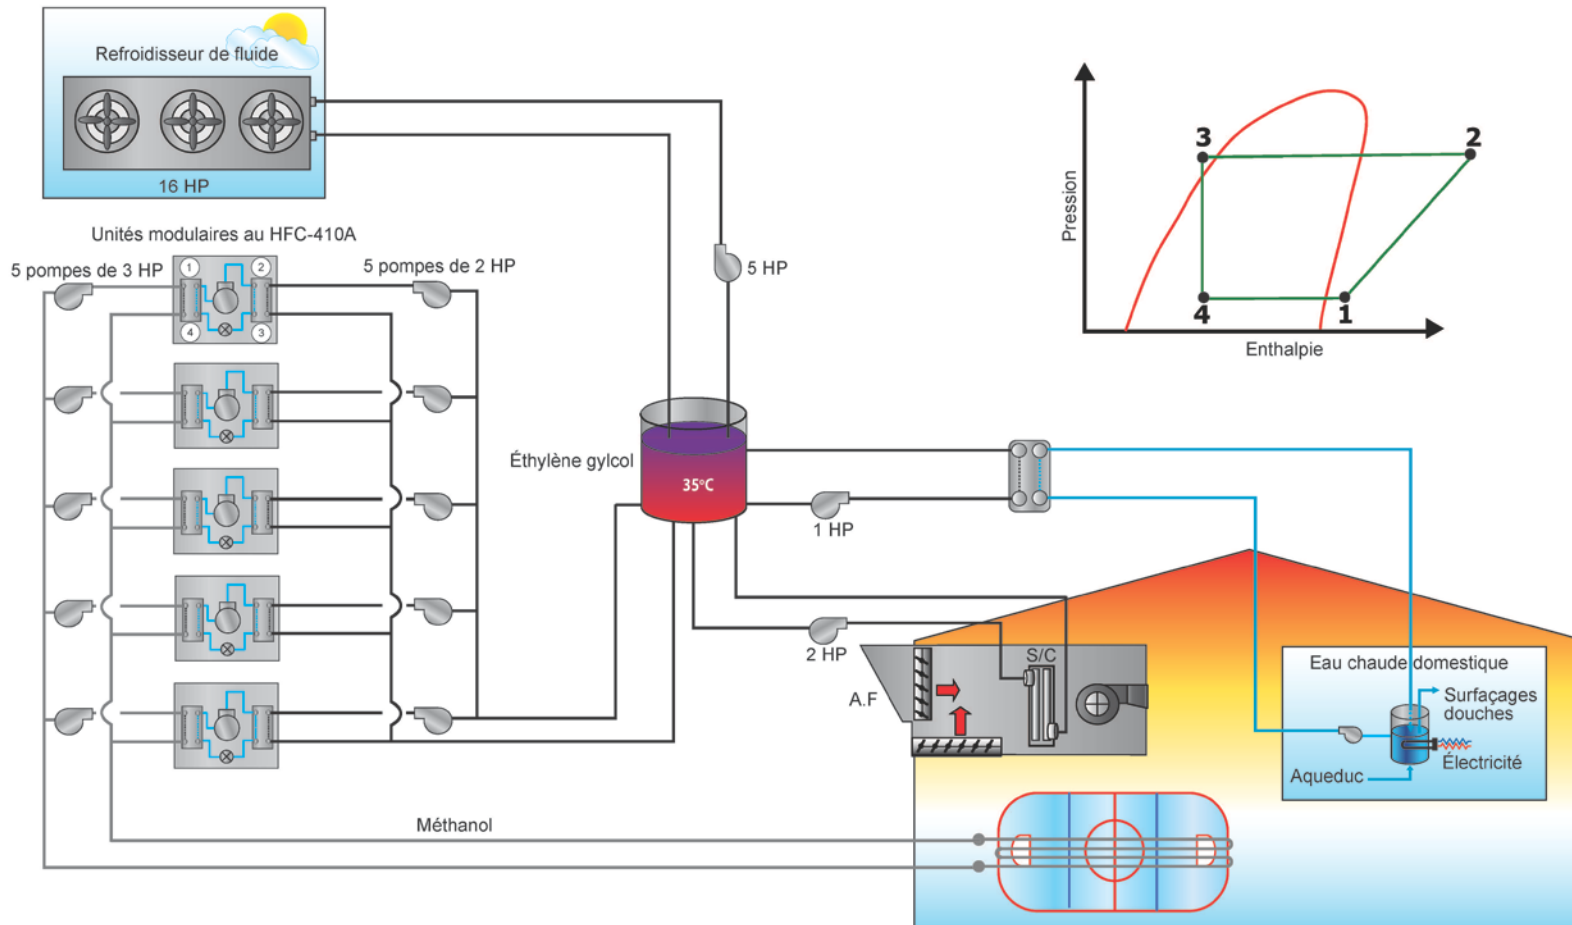 Refroidisseur de fluide
16 HP
Unités modulaires au HFC-410A
5 pompes de 3 HP
5 pompes de 2 HP
1
2
4
3
5 HP
Éthylène gylcol
35°C
1 HP
2 HP
A.F
S/C
Méthanol
Pression
Enthalpie
3
2
4
1
Eau chaude domestique
Surfaçages
douches
Électricité
Aqueduc